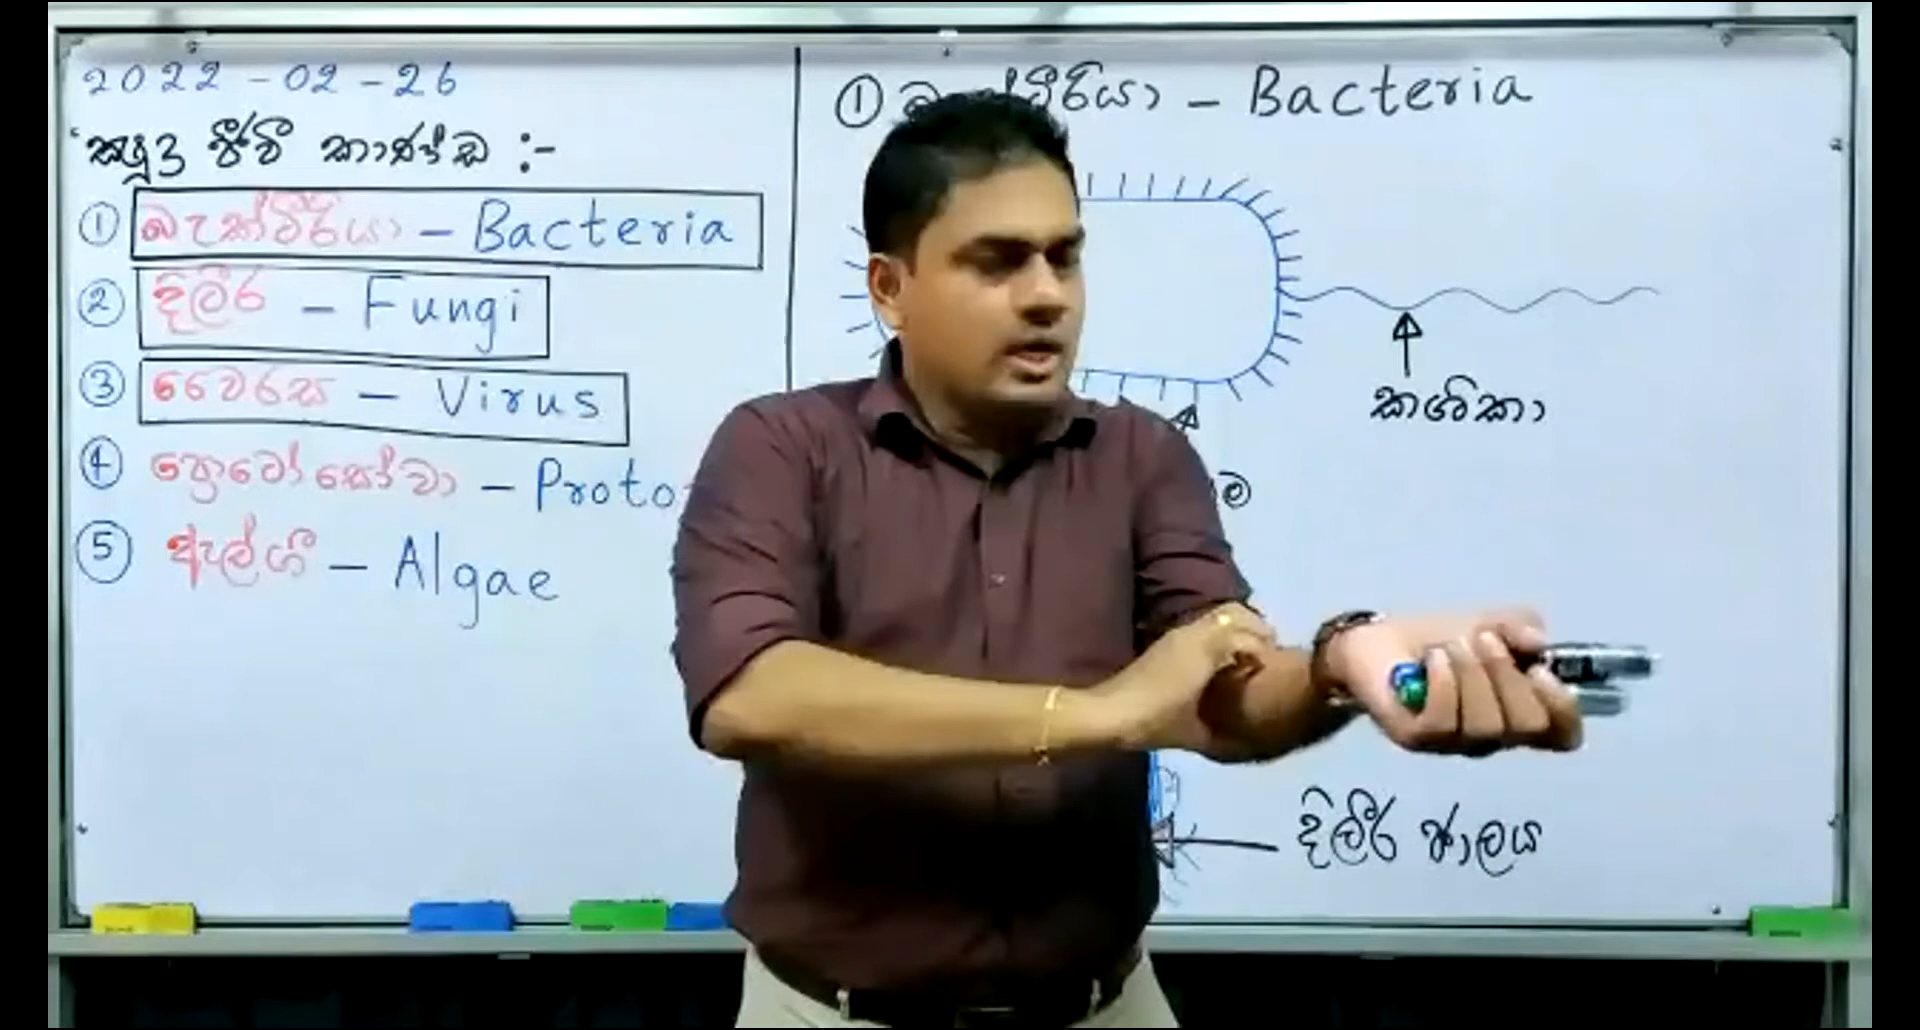 2022-02-26
ක්ෂුද්‍ර ජීවී කාණ්ඩ :-
① බැක්ටීරියා - Bacteria
② දිලීර - Fungi
③ වෛරස - Virus
④ ප්‍රොටෝසෝවා - Proto
⑤ ඇල්ගී - Algae
① - Bacteria
කශිකා
දිලීර ජාලය